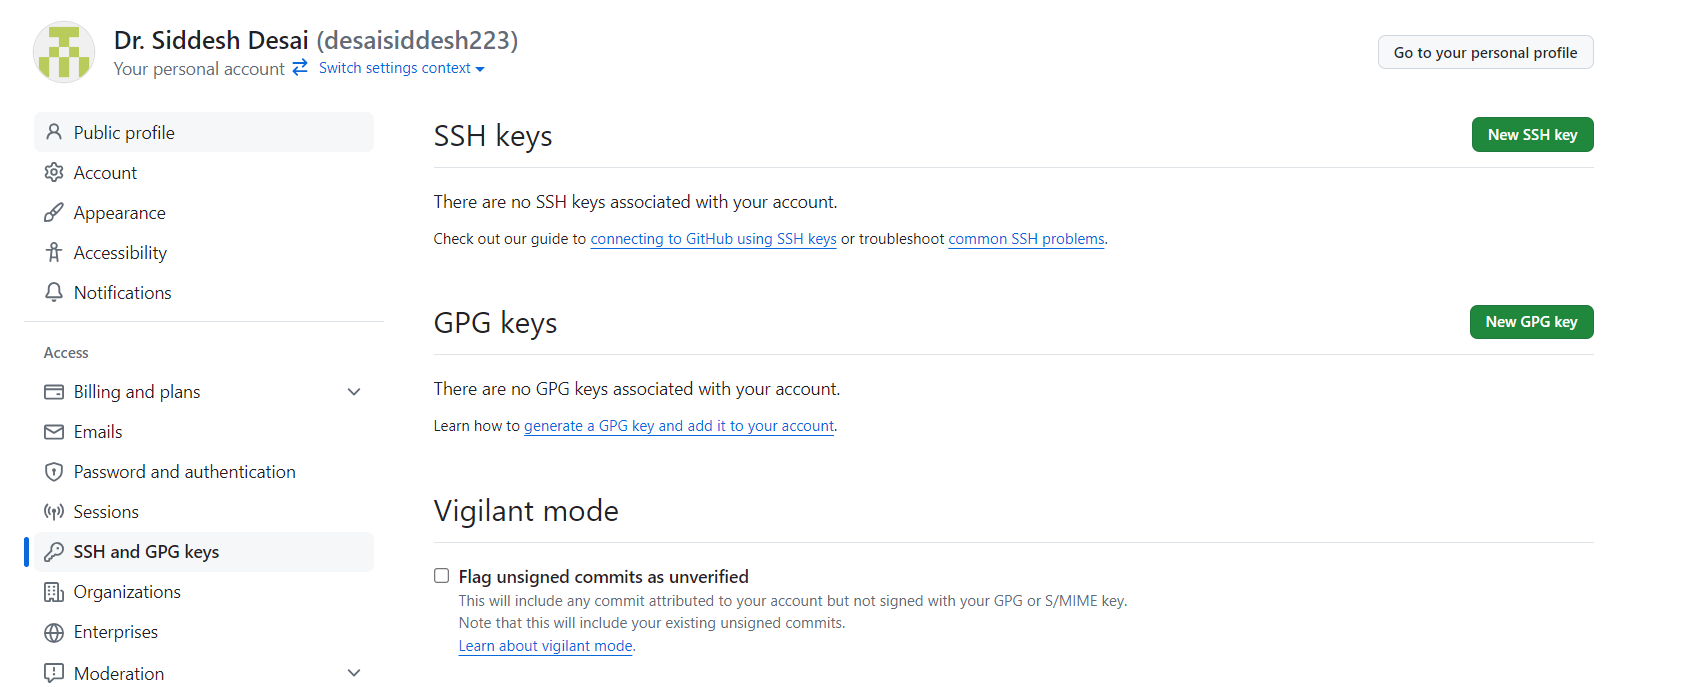 Dr. Siddesh Desai (desaisiddesh223)
Your personal account Switch settings context
Go to your personal profile
Public profile
Account
Appearance
Accessibility
Notifications
Access
Billing and plans
Emails
Password and authentication
Sessions
SSH and GPG keys
Organizations
Enterprises
Moderation
SSH keys
New SSH key
There are no SSH keys associated with your account.
Check out our guide to connecting to GitHub using SSH keys or troubleshoot common SSH problems.
GPG keys
New GPG key
There are no GPG keys associated with your account.
Learn how to generate a GPG key and add it to your account.
Vigilant mode
Flag unsigned commits as unverified
This will include any commit attributed to your account but not signed with your GPG or S/MIME key.
Note that this will include your existing unsigned commits.
Learn about vigilant mode.